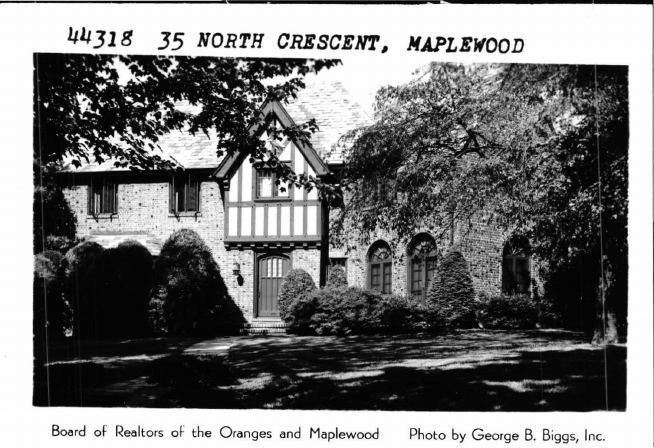 44318 35 NORTH CRESCENT, MAPLEWOOD
Board of Realtors of the Oranges and Maplewood Photo by George B. Biggs, Inc.